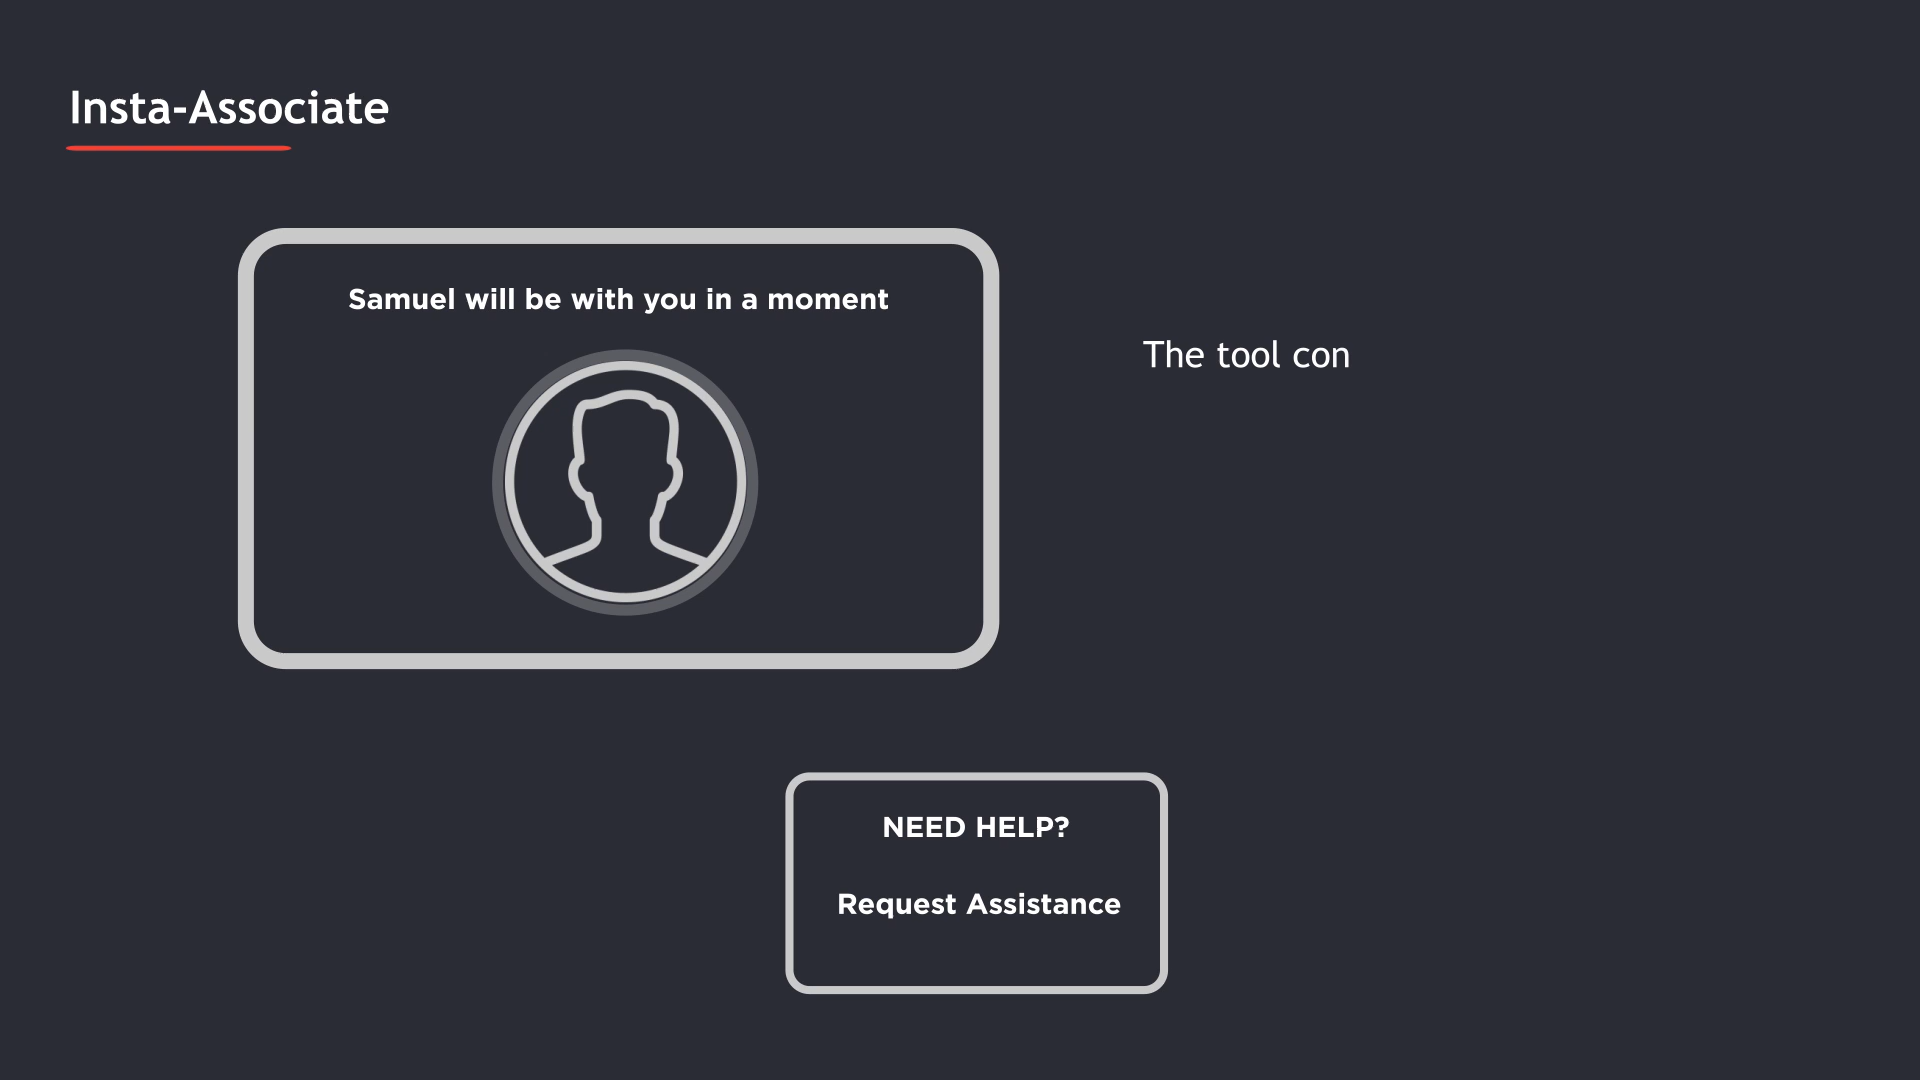 Insta-Associate
Samuel will be with you in a moment
The tool con
NEED HELP?
Request Assistance